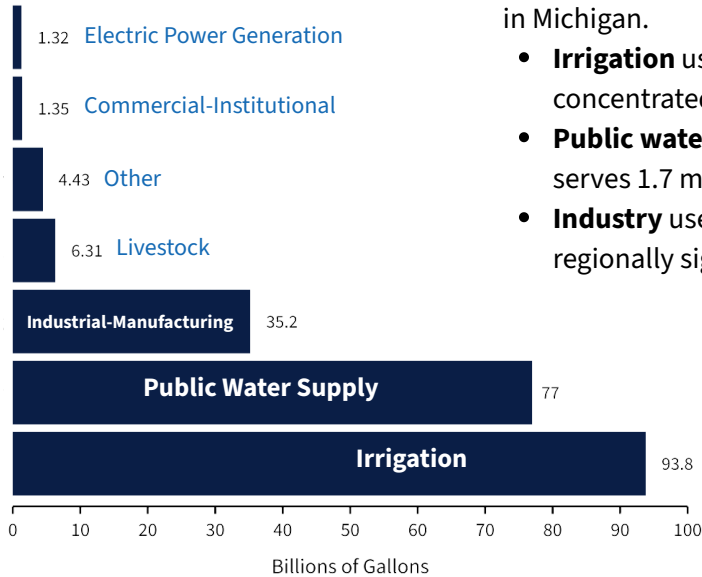 1.32 Electric Power Generation
1.35 Commercial-Institutional
4.43 Other
6.31 Livestock
Industrial-Manufacturing 35.2
Public Water Supply 77
Irrigation 93.8
0 10 20 30 40 50 60 70 80 90 100
Billions of Gallons
in Michigan.
• Irrigation
concentrated
• Public
serves 1.7
• Industry
regionally